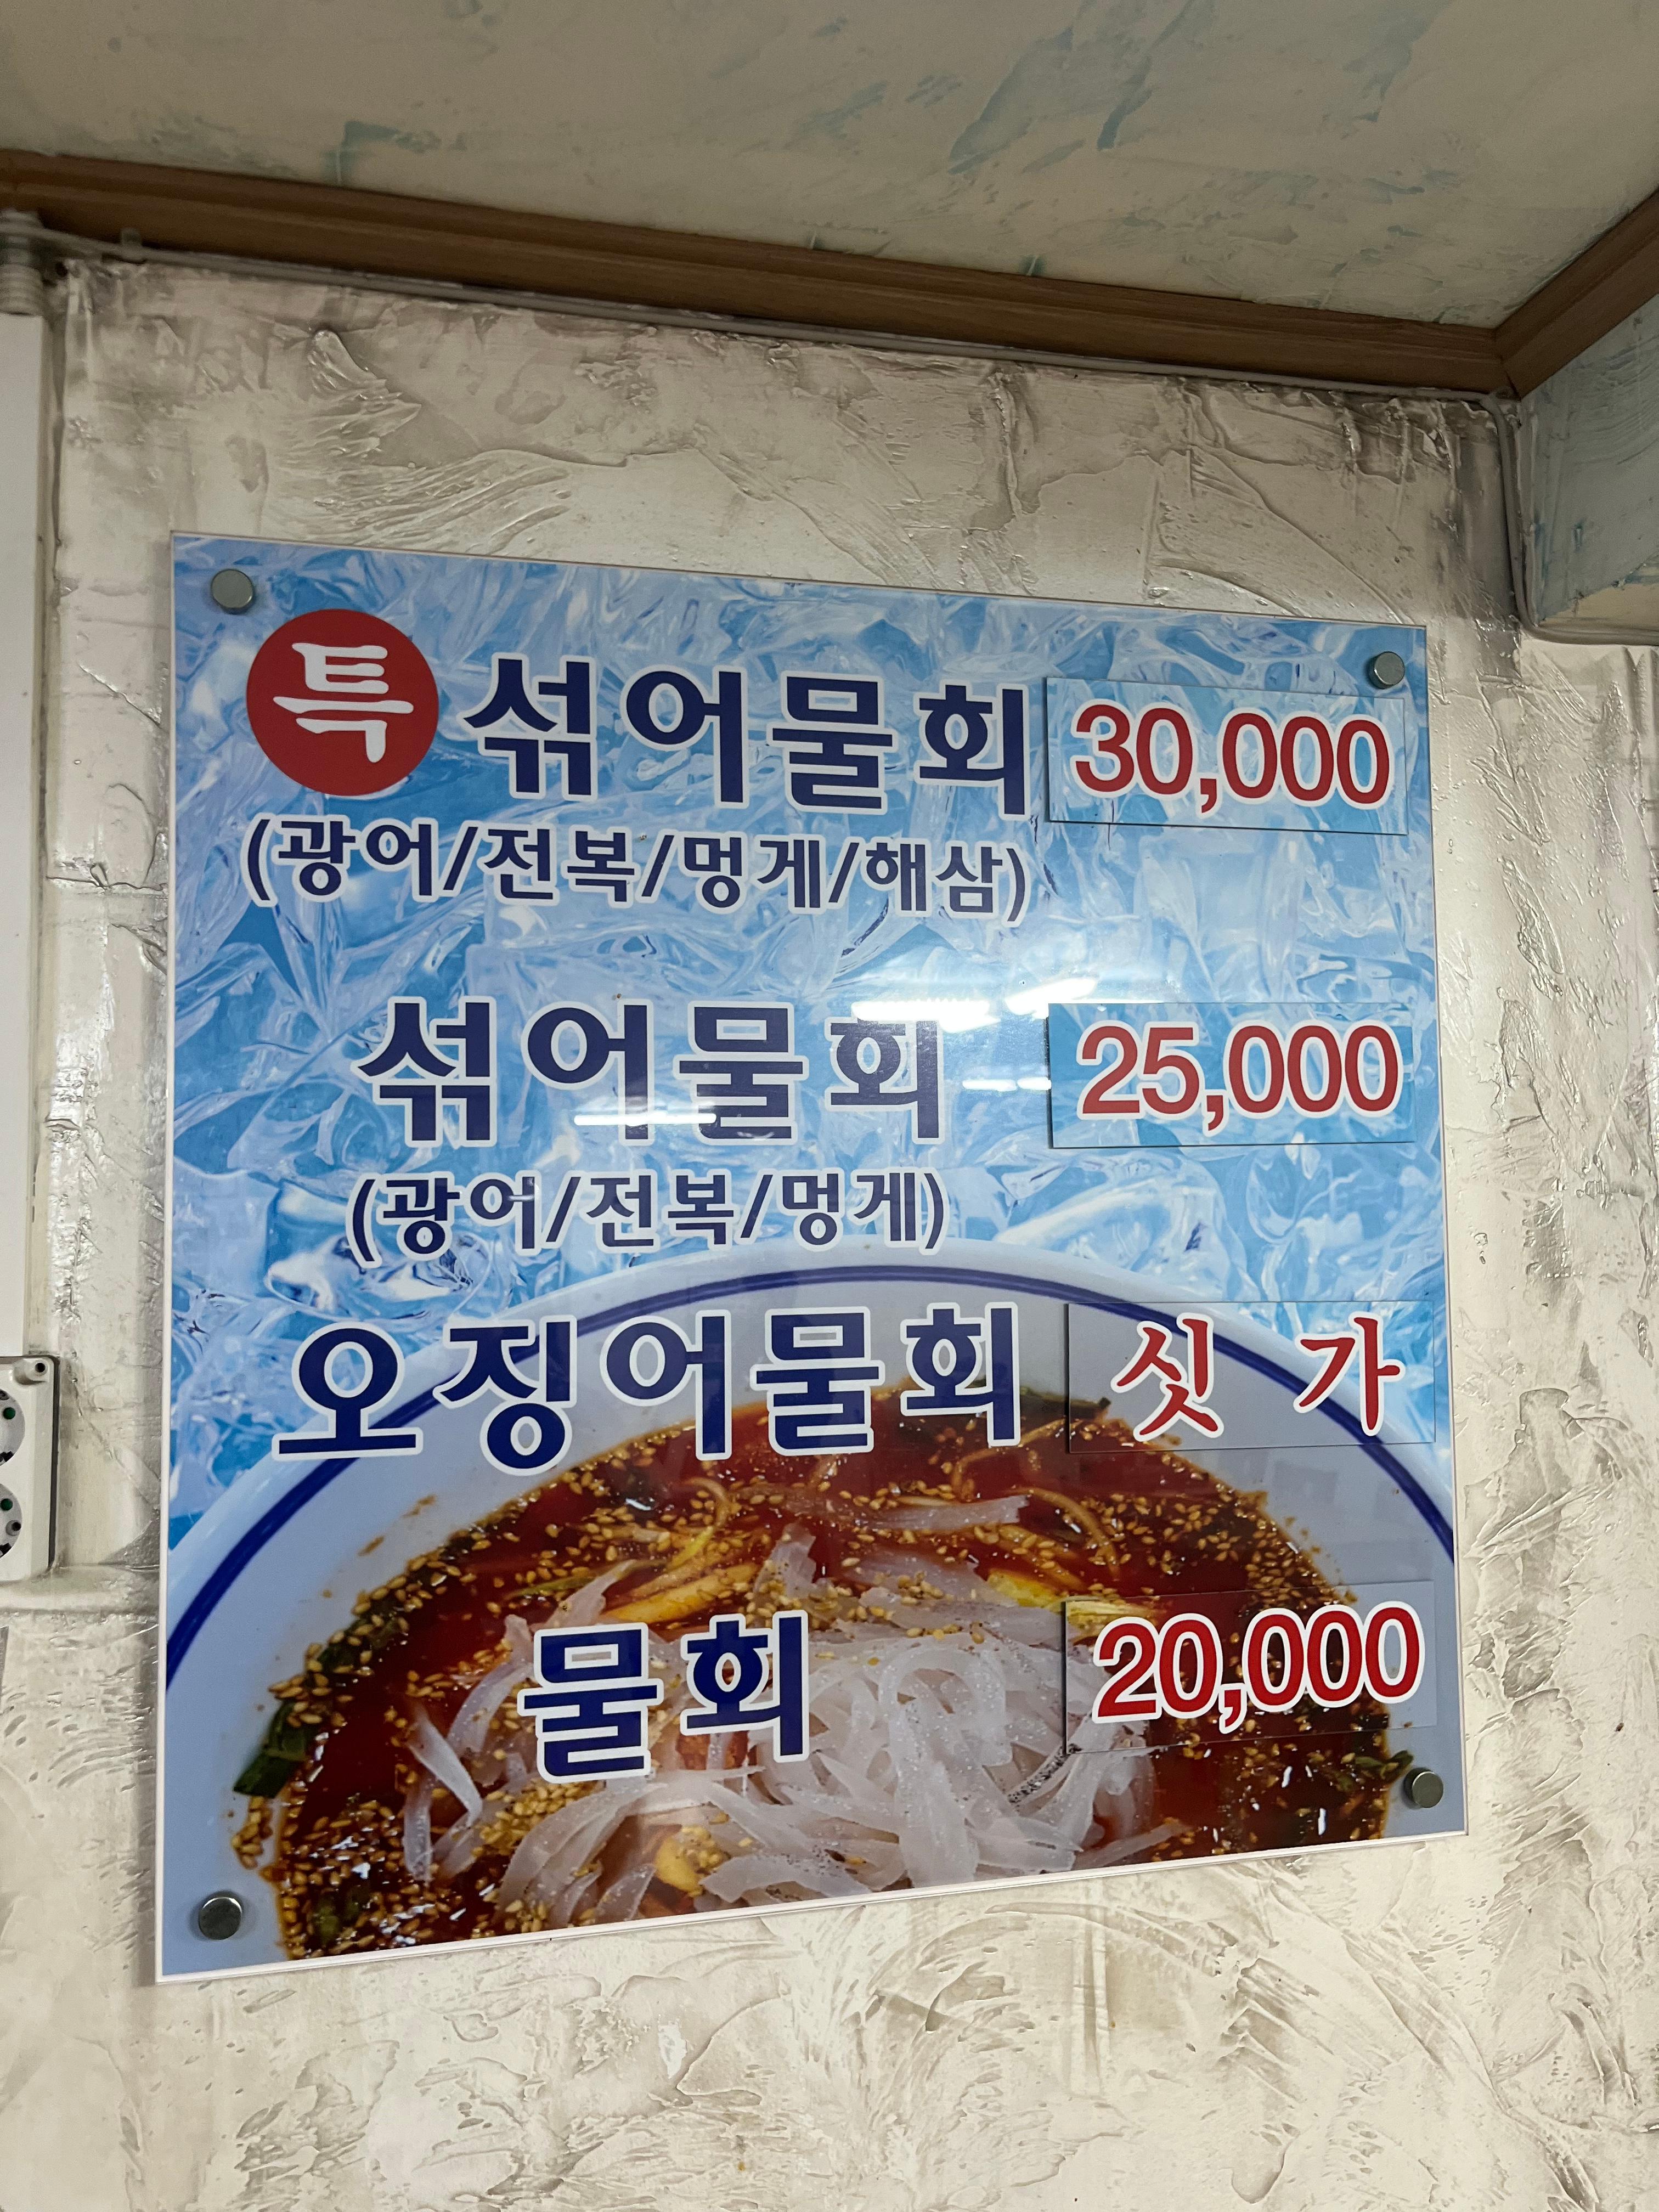 특 섞어물회 30,000
(광어/전복/멍게/해삼)
섞어물회 25,000
(광어/전복/멍게)
오징어물회 싯가
물회 20,000